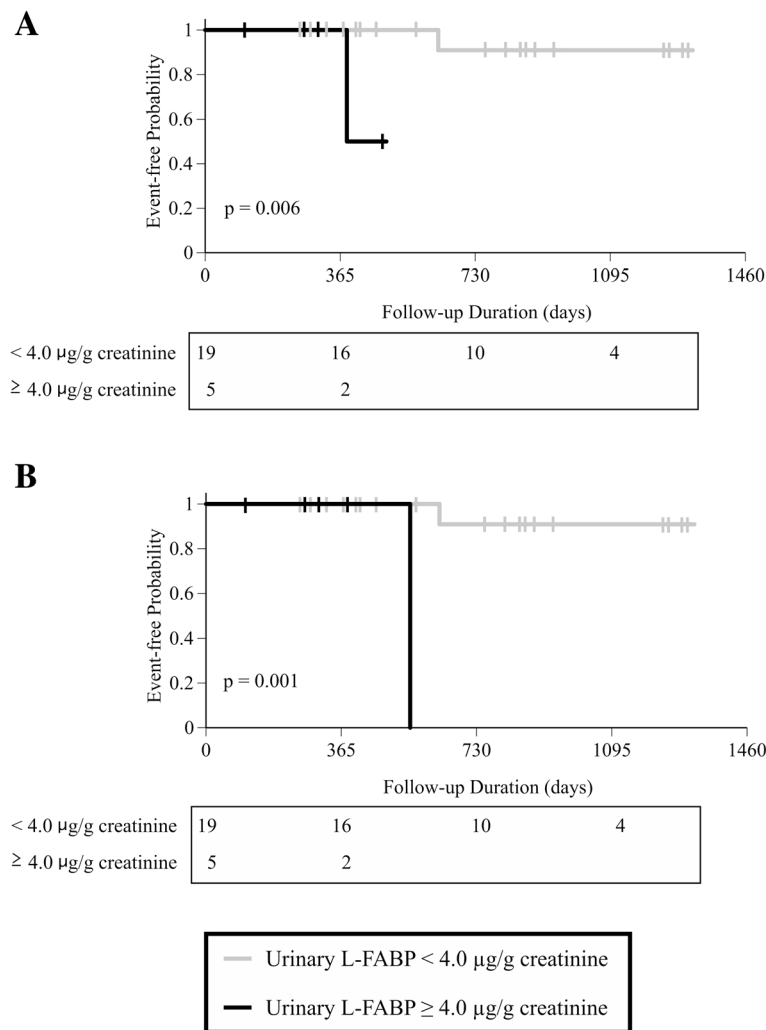 A
Event-free Probability
1
0.8
0.6
0.4
0.2
0
p = 0.006
0 365 730 1095 1460
Follow-up Duration (days)
< 4.0 μg/g creatinine 19 16 10 4
≥ 4.0 μg/g creatinine 5 2
B
Event-free Probability
1
0.8
0.6
0.4
0.2
0
p = 0.001
0 365 730 1095 1460
Follow-up Duration (days)
< 4.0 μg/g creatinine 19 16 10 4
≥ 4.0 μg/g creatinine 5 2
Urinary L-FABP < 4.0 μg/g creatinine
Urinary L-FABP ≥ 4.0 μg/g creatinine